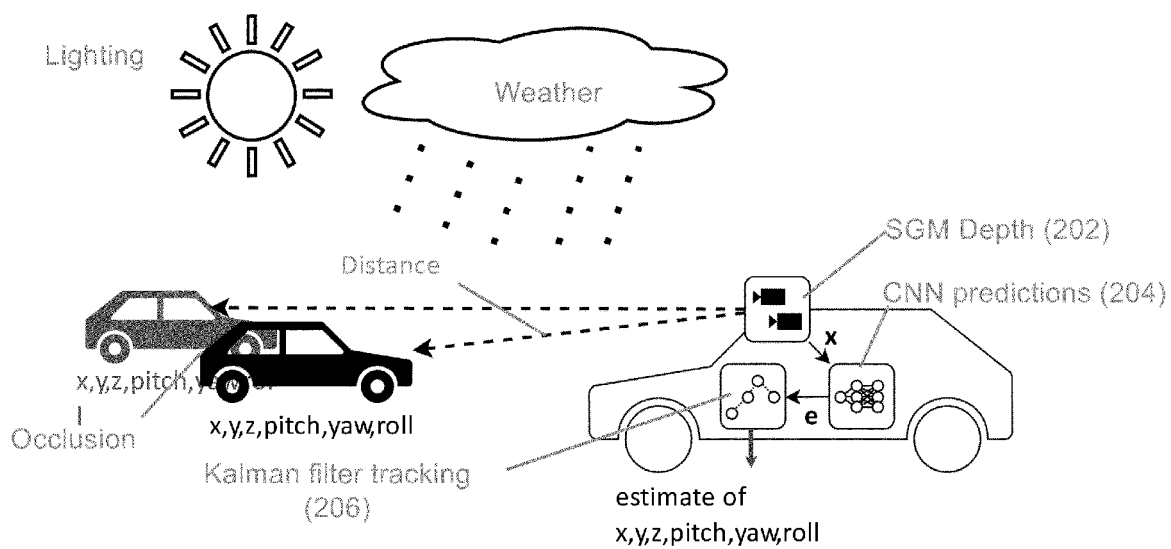 Lighting
Weather
SGM Depth (202)
Distance
CNN predictions (204)
x
x,y,z,pitch,yaw,roll
e
Occlusion
x,y,z,pitch,yaw,roll
Kalman filter tracking
(206)
estimate of
x,y,z,pitch,yaw,roll